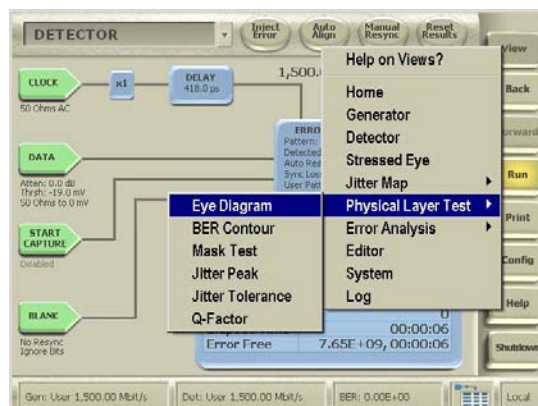 DETECTOR
Inject Error
Auto Align
Manual Resync
Reset Results
View
Back
Forward
Run
Print
Config
Help
Shutdown
CLOCK
50 Ohms AC
x1
DELAY
418.0 ps
1,500.
DATA
Atten: 0.0 dB
Thrsh: -19.0 mV
50 Ohms to 0 mV
START CAPTURE
Disabled
BLANK
No Resync
Ignore Bits
ERRO
Pattern:
Detected
Auto Res
Sync Loss
User Patt
Help on Views?
Home
Generator
Detector
Stressed Eye
Jitter Map
Physical Layer Test
Error Analysis
Editor
System
Log
Eye Diagram
BER Contour
Mask Test
Jitter Peak
Jitter Tolerance
Q-Factor
0
00:00:06
Error Free 7.65E+09, 00:00:06
Gen: User 1,500.00 Mbit/s
Det: User 1,500.00 Mbit/s
BER: 0.00E+00
Local